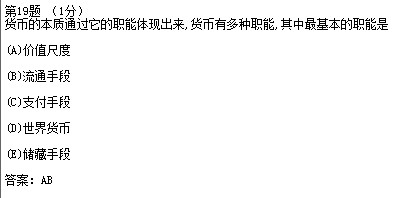 第19题 （1分）
货币的本质通过它的职能体现出来,货币有多种职能,其中最基本的职能是
(A)价值尺度
(B)流通手段
(C)支付手段
(D)世界货币
(E)储藏手段
答案：AB